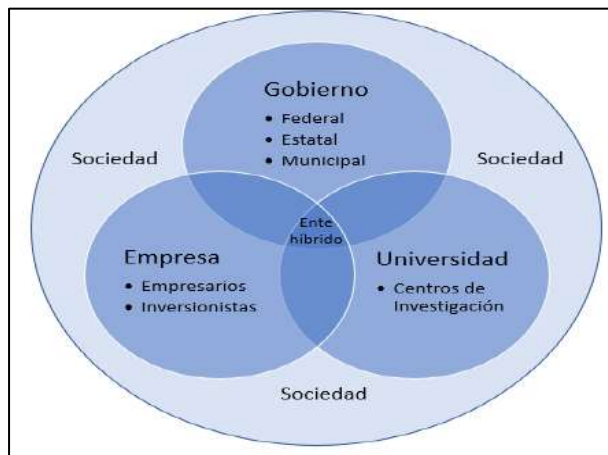 Gobierno
• Federal
• Estatal
• Municipal
Sociedad
Sociedad
Ente
híbrido
Empresa
• Empresarios
• Inversionistas
Universidad
• Centros de
Investigación
Sociedad